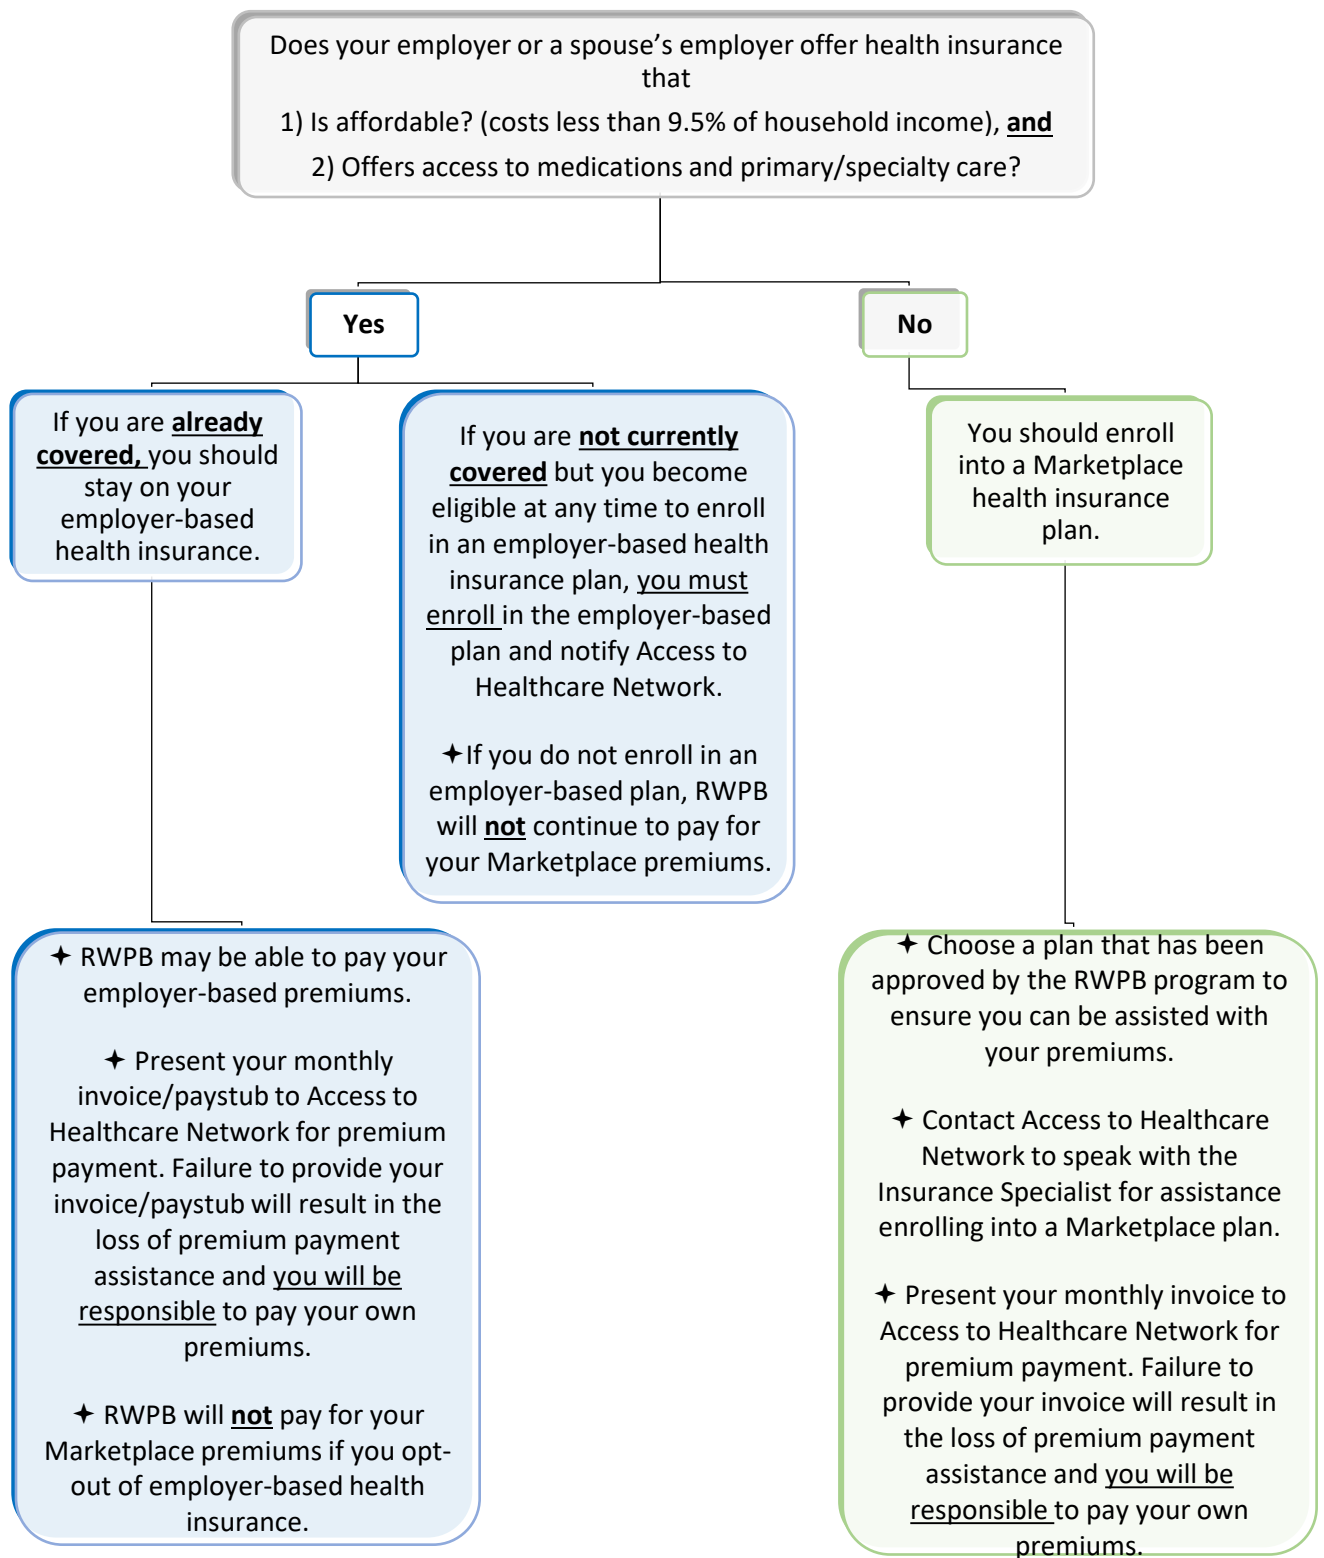 Does your employer or a spouse’s employer offer health insurance
that
1) Is affordable? (costs less than 9.5% of household income), and
2) Offers access to medications and primary/specialty care?
Yes
No
If you are already
covered, you should
stay on your
employer-based
health insurance.
If you are not currently
covered but you become
eligible at any time to enroll
in an employer-based health
insurance plan, you must
enroll in the employer-based
plan and notify Access to
Healthcare Network.
✦If you do not enroll in an
employer-based plan, RWPB
will not continue to pay for
your Marketplace premiums.
You should enroll
into a Marketplace
health insurance
plan.
✦ RWPB may be able to pay your
employer-based premiums.
✦ Present your monthly
invoice/paystub to Access to
Healthcare Network for premium
payment. Failure to provide your
invoice/paystub will result in the
loss of premium payment
assistance and you will be
responsible to pay your own
premiums.
✦ RWPB will not pay for your
Marketplace premiums if you opt-
out of employer-based health
insurance.
✦ Choose a plan that has been
approved by the RWPB program to
ensure you can be assisted with
your premiums.
✦ Contact Access to Healthcare
Network to speak with the
Insurance Specialist for assistance
enrolling into a Marketplace plan.
✦ Present your monthly invoice to
Access to Healthcare Network for
premium payment. Failure to
provide your invoice will result in
the loss of premium payment
assistance and you will be
responsible to pay your own
premiums.